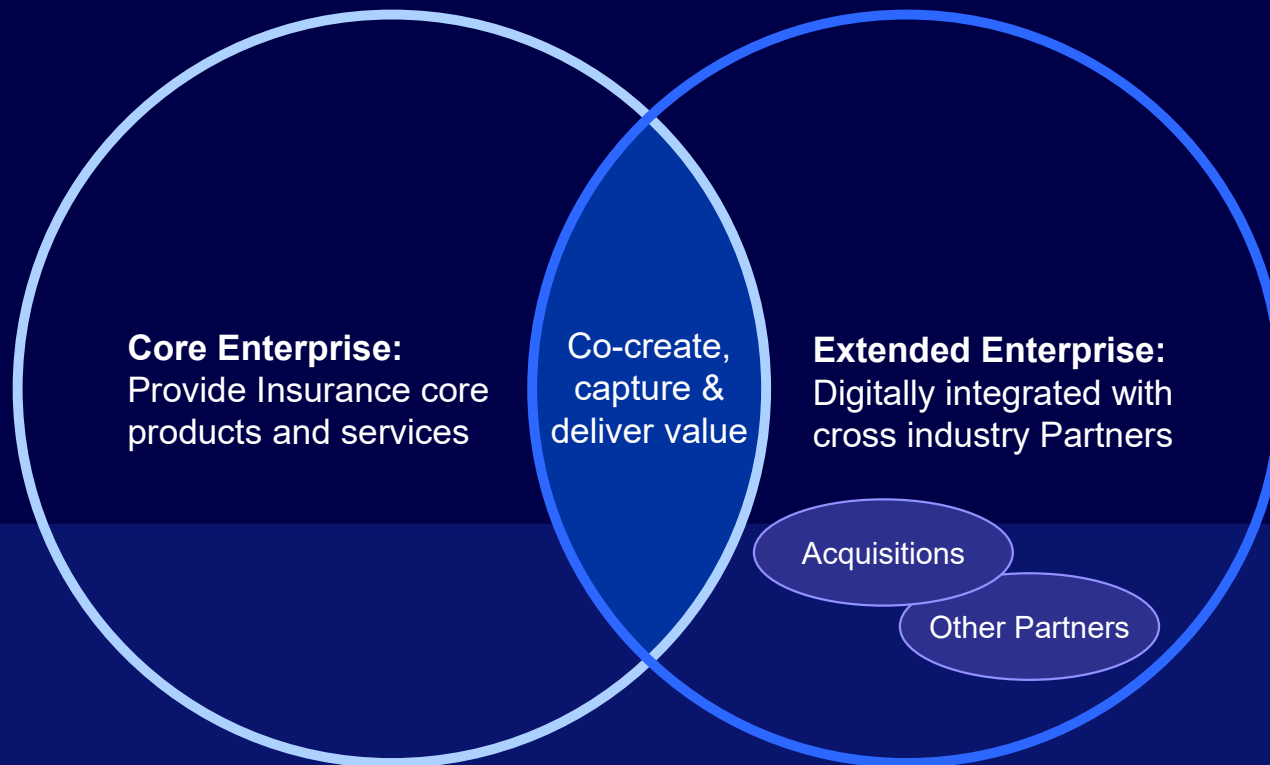 Core Enterprise:
Provide Insurance core
products and services
Co-create,
capture &
deliver value
Extended Enterprise:
Digitally integrated with
cross industry Partners
Acquisitions
Other Partners